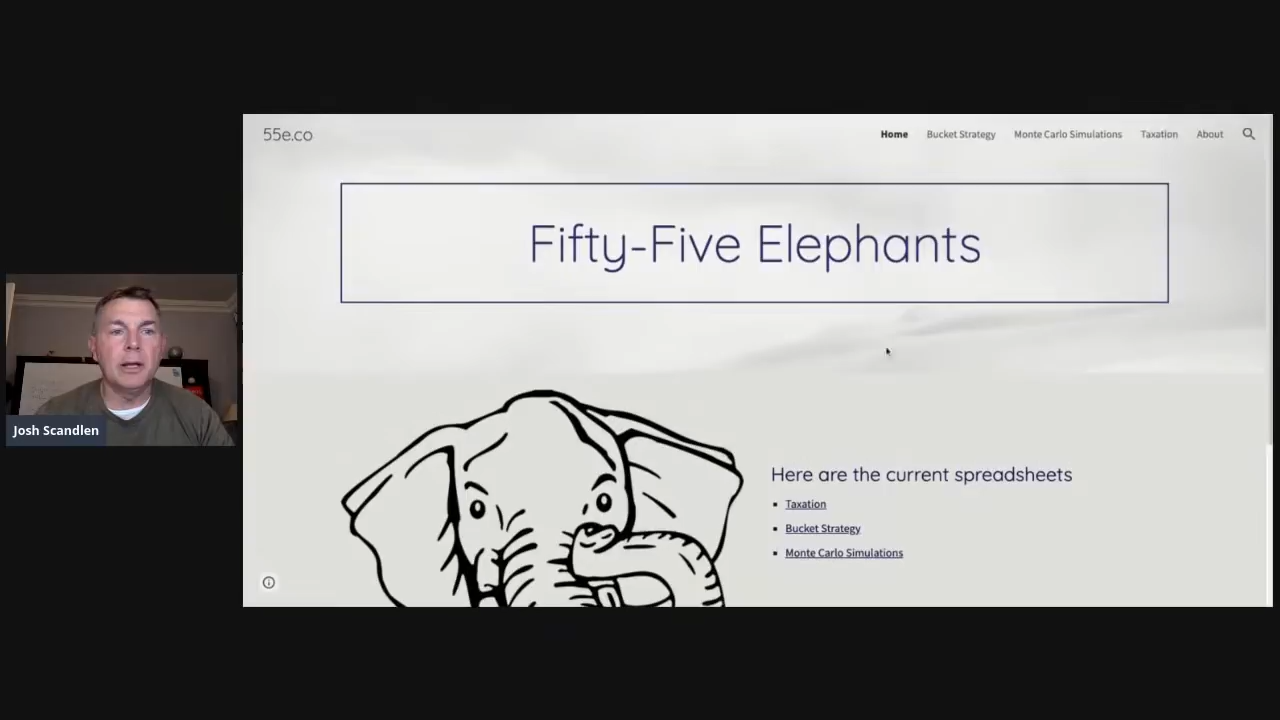 55e.co
Home Bucket Strategy Monte Carlo Simulations Taxation About
Fifty-Five Elephants
Josh Scandlen
Here are the current spreadsheets
Taxation
Bucket Strategy
Monte Carlo Simulations